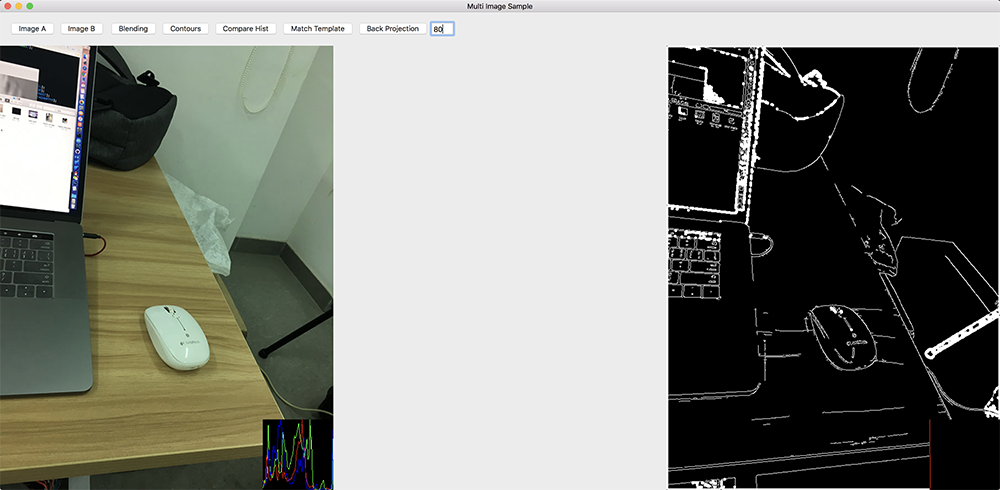 Multi Image Sample
Image A
Image B
Blending
Contours
Compare Hist
Match Template
Back Projection
80